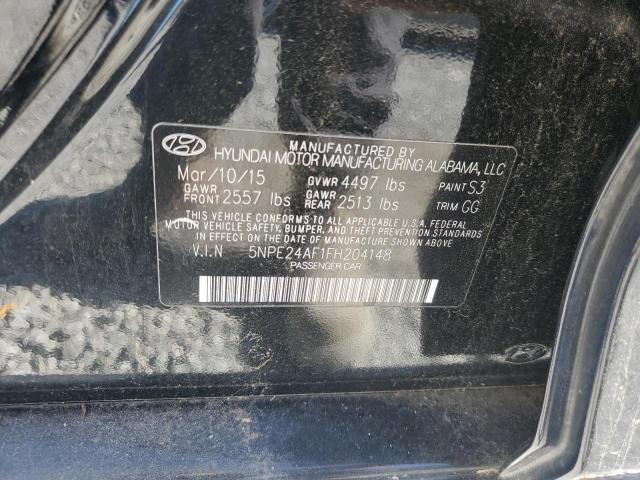 MANUFACTURED BY
HYUNDAI MOTOR MANUFACTURING ALABAMA, LLC
Mar/10/15 GVWR 4497 lbs PAINT S3
GAWR FRONT 2557 lbs GAWR REAR 2513 lbs TRIM GG
THIS VEHICLE CONFORMS TO ALL APPLICABLE U.S. FEDERAL
MOTOR VEHICLE SAFETY, BUMPER, AND THEFT PREVENTION STANDARDS
IN EFFECT ON THE DATE OF MANUFACTURE SHOWN ABOVE.
V.I.N 5NPE24AF1FH204148
PASSENGER CAR